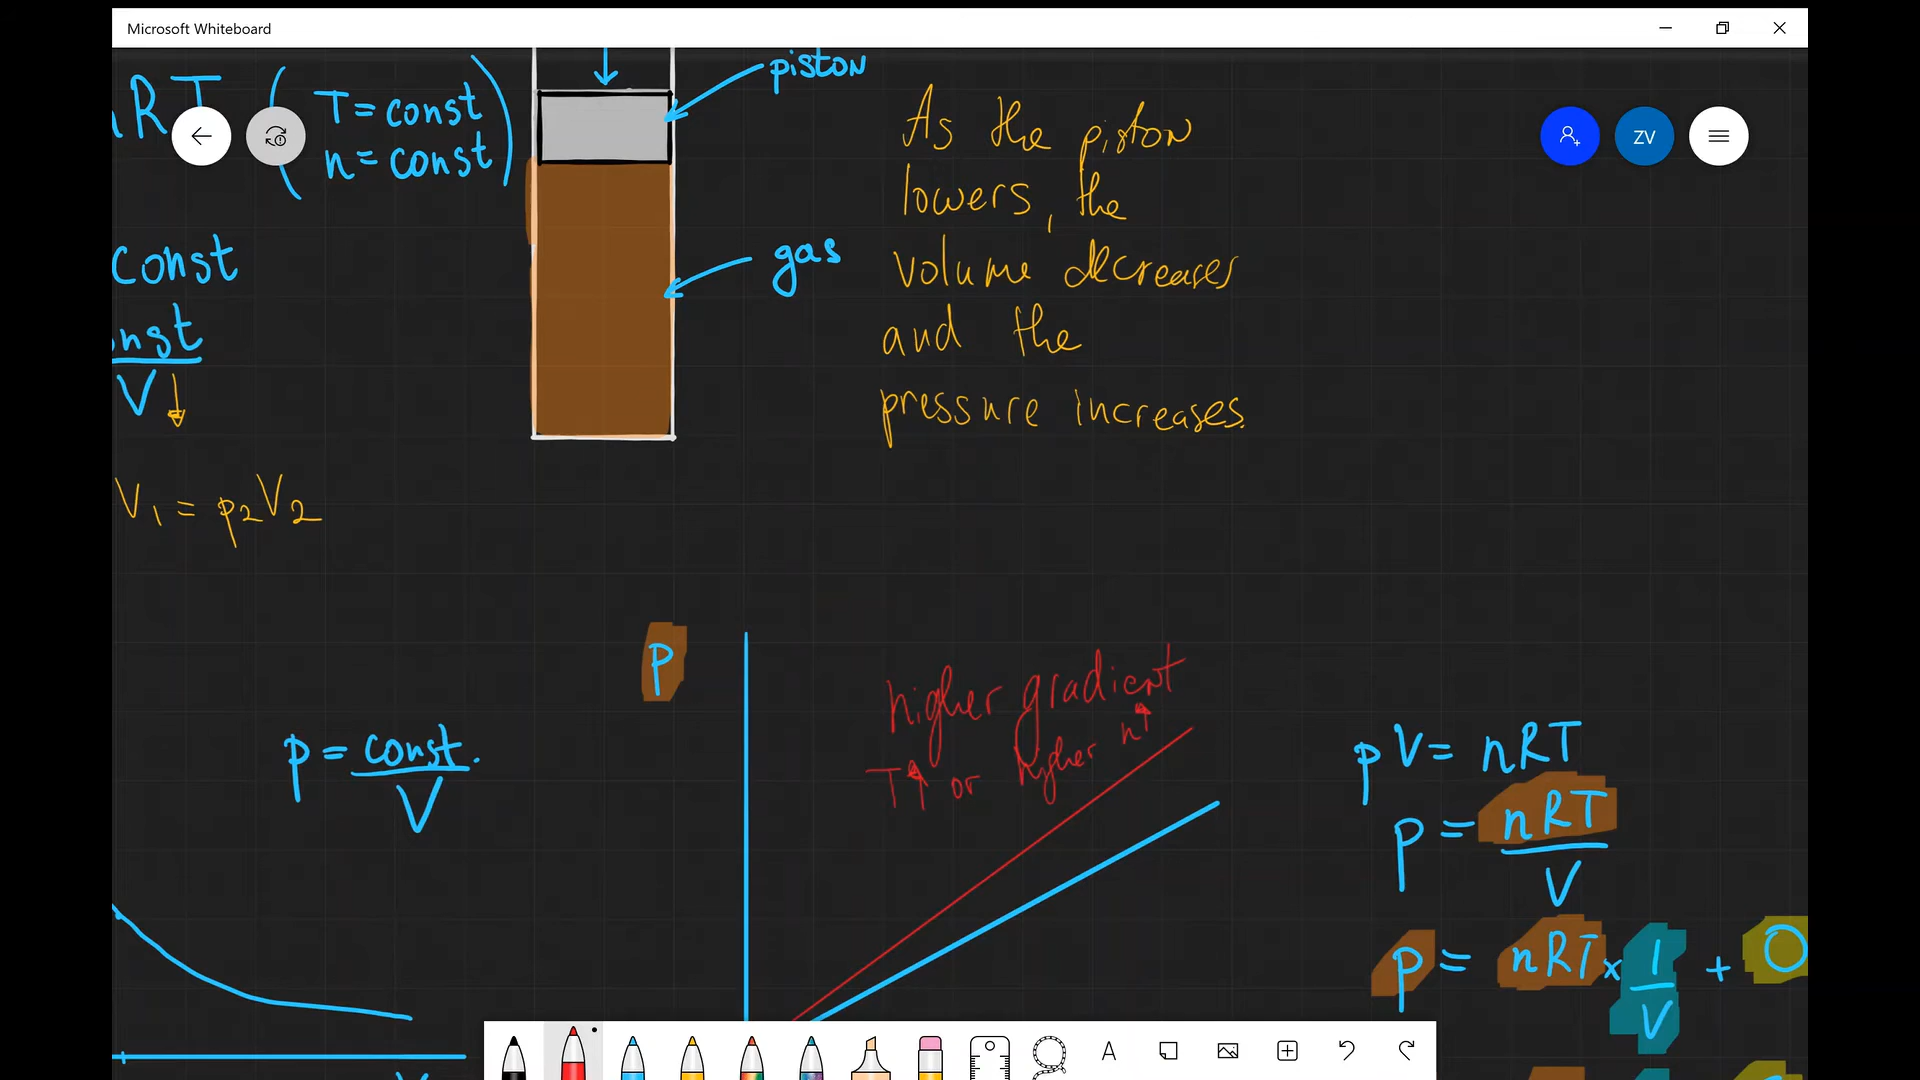 Microsoft Whiteboard
RT ( T = const
n = const )
piston
As the piston
lowers, the
volume decreases
and the
pressure increases.
gas
const
nst
V↓
V₁ = p₂V₂
p
higher gradient
T↑ or higher n↑
p = const.
V
pV = nRT
p = nRT
V
p = nRT × 1 + 0
V
ZV
A